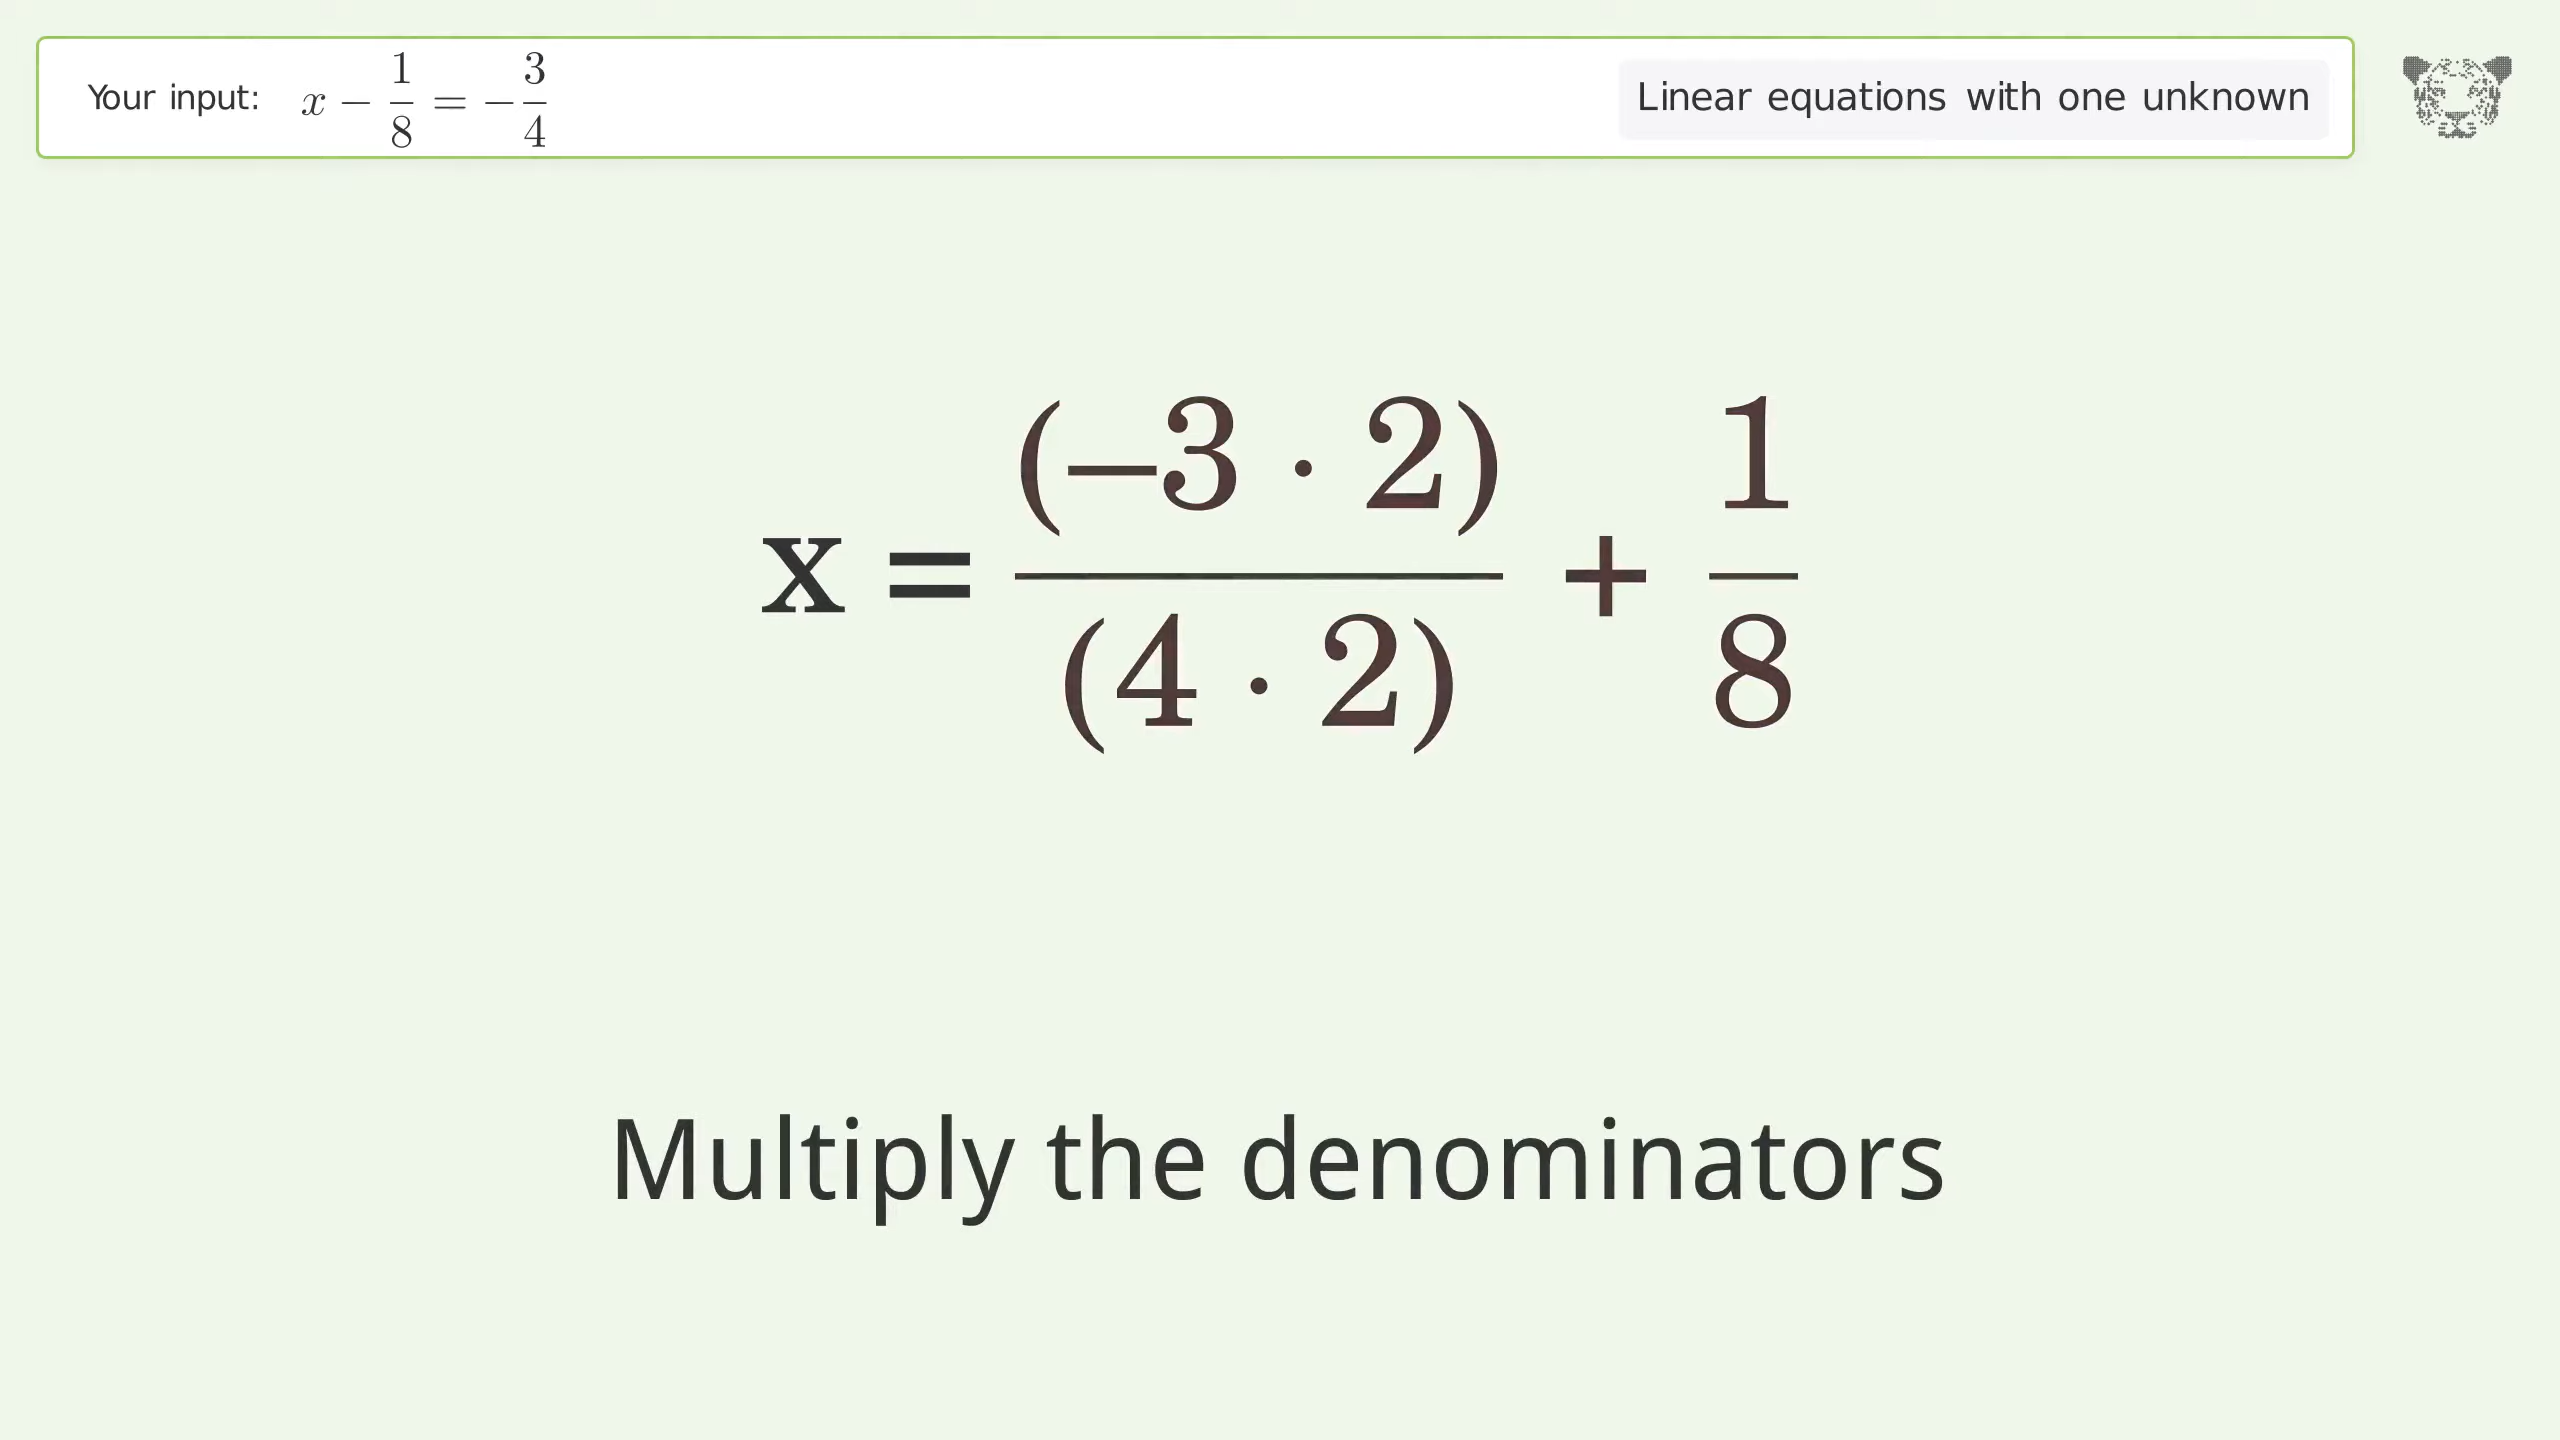 Your input: x − 1/8 = −3/4
Linear equations with one unknown
x = (−3 · 2)/(4 · 2) + 1/8
Multiply the denominators